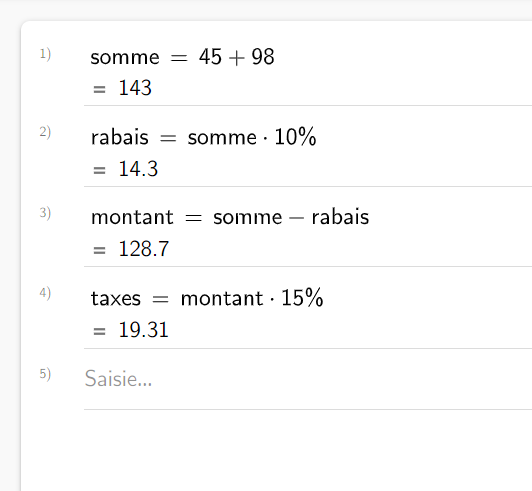 1) somme = 45 + 98
= 143
2) rabais = somme · 10%
= 14.3
3) montant = somme − rabais
= 128.7
4) taxes = montant · 15%
= 19.31
5) Saisie...